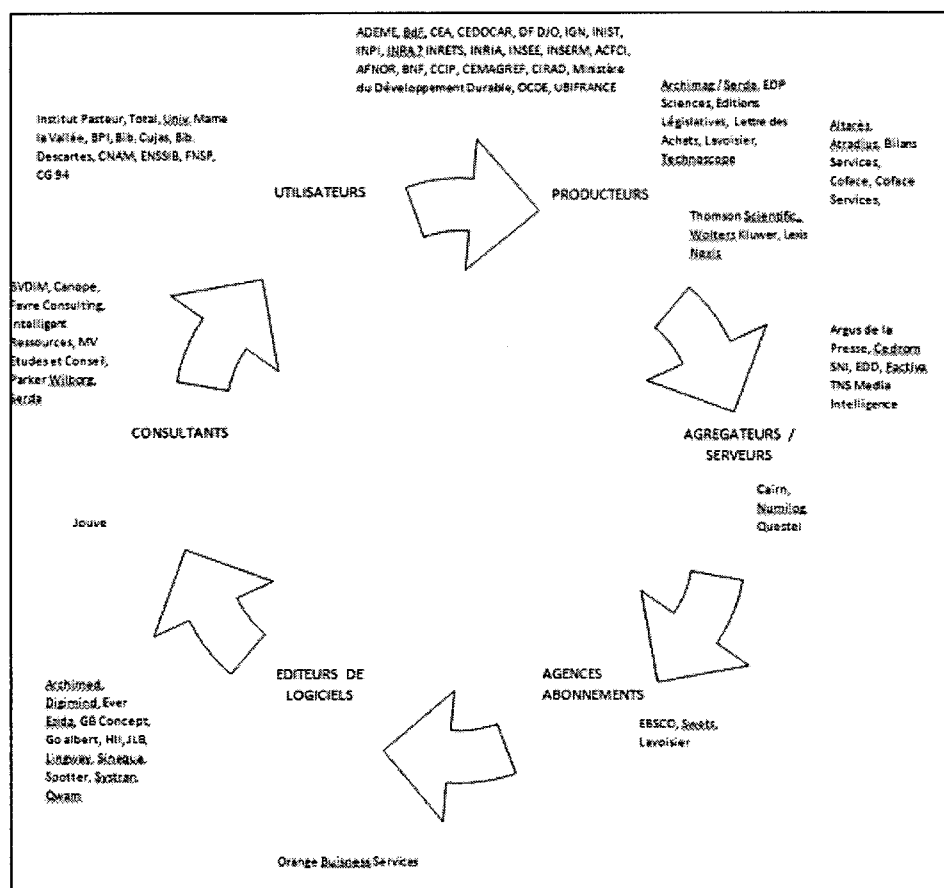 ADEME, BdF, CEA, CEDOCAR, DF DJO, IGN, INIST,
INPI, INRA? INRETS, INRIA, INSEE, INSERM, ACFCI,
AFNOR, BNF, CCIP, CEMAGREF, CIRAD, Ministère
du Développement Durable, OCDE, UBIFRANCE
Institut Pasteur, Total, Univ. Marne
la Vallée, BPI, Bib. Cujas, Bib.
Descartes, CNAM, ENSSIB, FNSP,
CG 94
Archimag / Serda, EDP
Sciences, Editions
Législatives, Lettre des
Achats, Lavoisier,
Technoscope
Altarès,
Atradius, Bilans
Services,
Coface, Coface
Services,
UTILISATEURS
PRODUCTEURS
Thomson Scientific,
Wolters Kluwer, Lexis
Nexis
SVDIM, Canope,
Favre Consulting,
Intelligent
Ressources, MV
Etudes et Conseil,
Parker Wilborg,
Serda
Argus de la
Presse, Cedrom
SNI, EDD, Factiva,
TNS Media
Intelligence
CONSULTANTS
AGREGATEURS /
SERVEURS
Cairn,
Numilog
Questel
Jouve
EDITEURS DE
LOGICIELS
AGENCES
ABONNEMENTS
Archimed,
Digimind, Ever
Ezida, GB Concept,
Go albert, HII, JLB,
Lingway, Sinequa,
Spotter, Systran,
Qwam
EBSCO, Swets,
Lavoisier
Orange Buisness Services